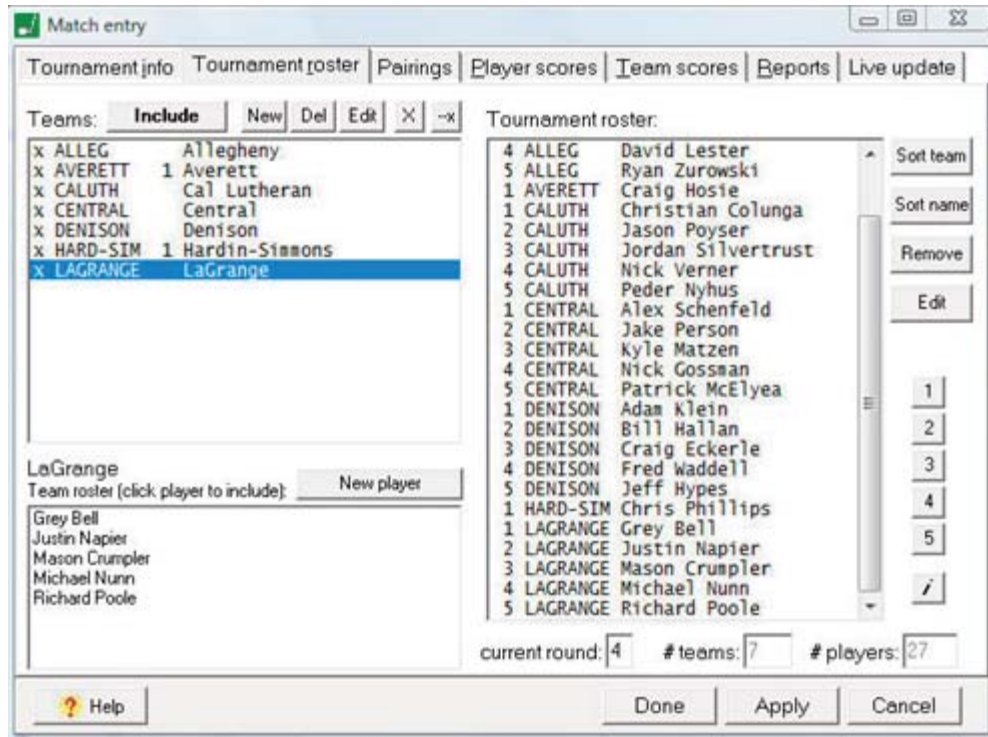 Match entry
Tournament info Tournament roster Pairings Player scores Team scores Reports Live update
Teams: Include New Del Edit X --x
x ALLEG Allegheny
x AVERETT 1 Averett
x CALUTH Cal Lutheran
x CENTRAL Central
x DENISON Denison
x HARD-SIM 1 Hardin-Simmons
x LAGRANGE LaGrange
LaGrange
Team roster (click player to include): New player
Grey Bell
Justin Napier
Mason Crumpler
Michael Nunn
Richard Poole
Tournament roster:
4 ALLEG David Lester
5 ALLEG Ryan Zurowski
1 AVERETT Craig Hosie
1 CALUTH Christian Colunga
2 CALUTH Jason Poyser
3 CALUTH Jordan Silvertrust
4 CALUTH Nick Verner
5 CALUTH Peder Nyhus
1 CENTRAL Alex Schenfeld
2 CENTRAL Jake Person
3 CENTRAL Kyle Matzen
4 CENTRAL Nick Gossman
5 CENTRAL Patrick McElyea
1 DENISON Adam Klein
2 DENISON Bill Hallan
3 DENISON Craig Eckerle
4 DENISON Fred Waddell
5 DENISON Jeff Hypes
1 HARD-SIM Chris Phillips
1 LAGRANGE Grey Bell
2 LAGRANGE Justin Napier
3 LAGRANGE Mason Crumpler
4 LAGRANGE Michael Nunn
5 LAGRANGE Richard Poole
Sort team
Sort name
Remove
Edit
1
2
3
4
5
i
current round: 4 # teams: 7 # players: 27
? Help Done Apply Cancel